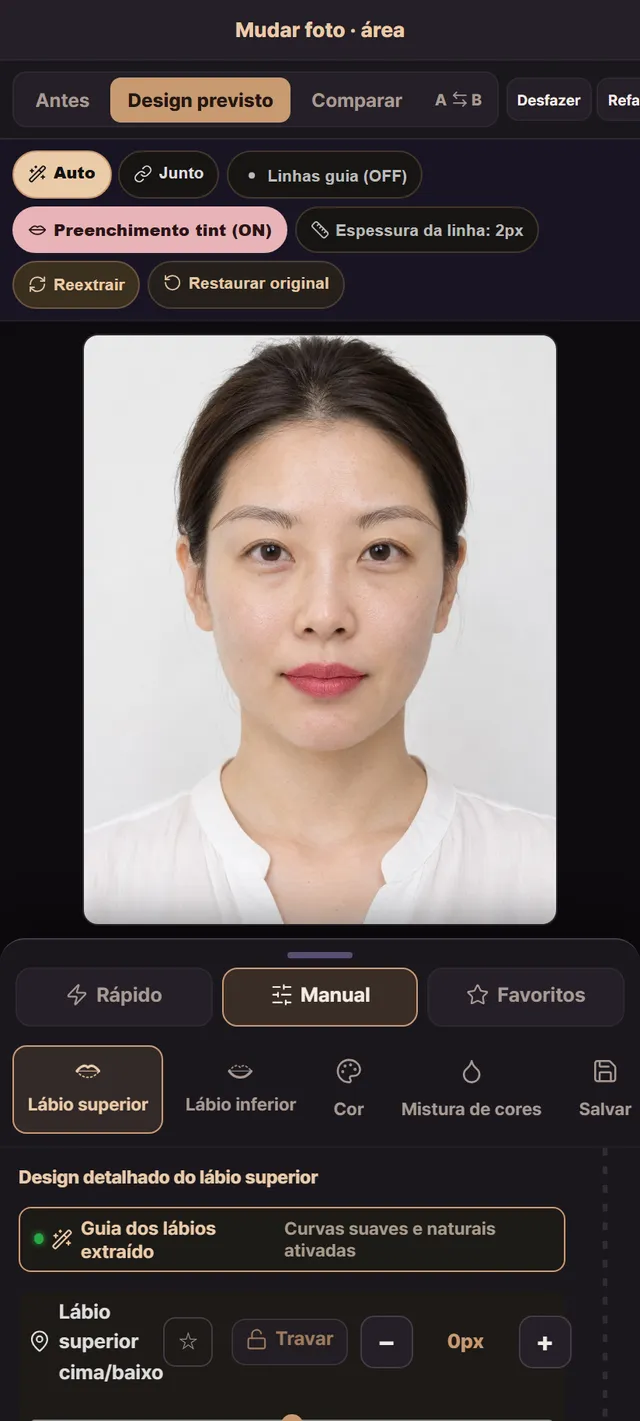 Mudar foto · área
Antes
Design previsto
Comparar
A ⇆ B
Desfazer
Refa
Auto
Junto
Linhas guia (OFF)
Preenchimento tint (ON)
Espessura da linha: 2px
Reextrair
Restaurar original
Rápido
Manual
Favoritos
Lábio superior
Lábio inferior
Cor
Mistura de cores
Salvar
Design detalhado do lábio superior
Guia dos lábios
extraído
Curvas suaves e naturais
ativadas
Lábio
superior
cima/baixo
Travar
−
0px
+